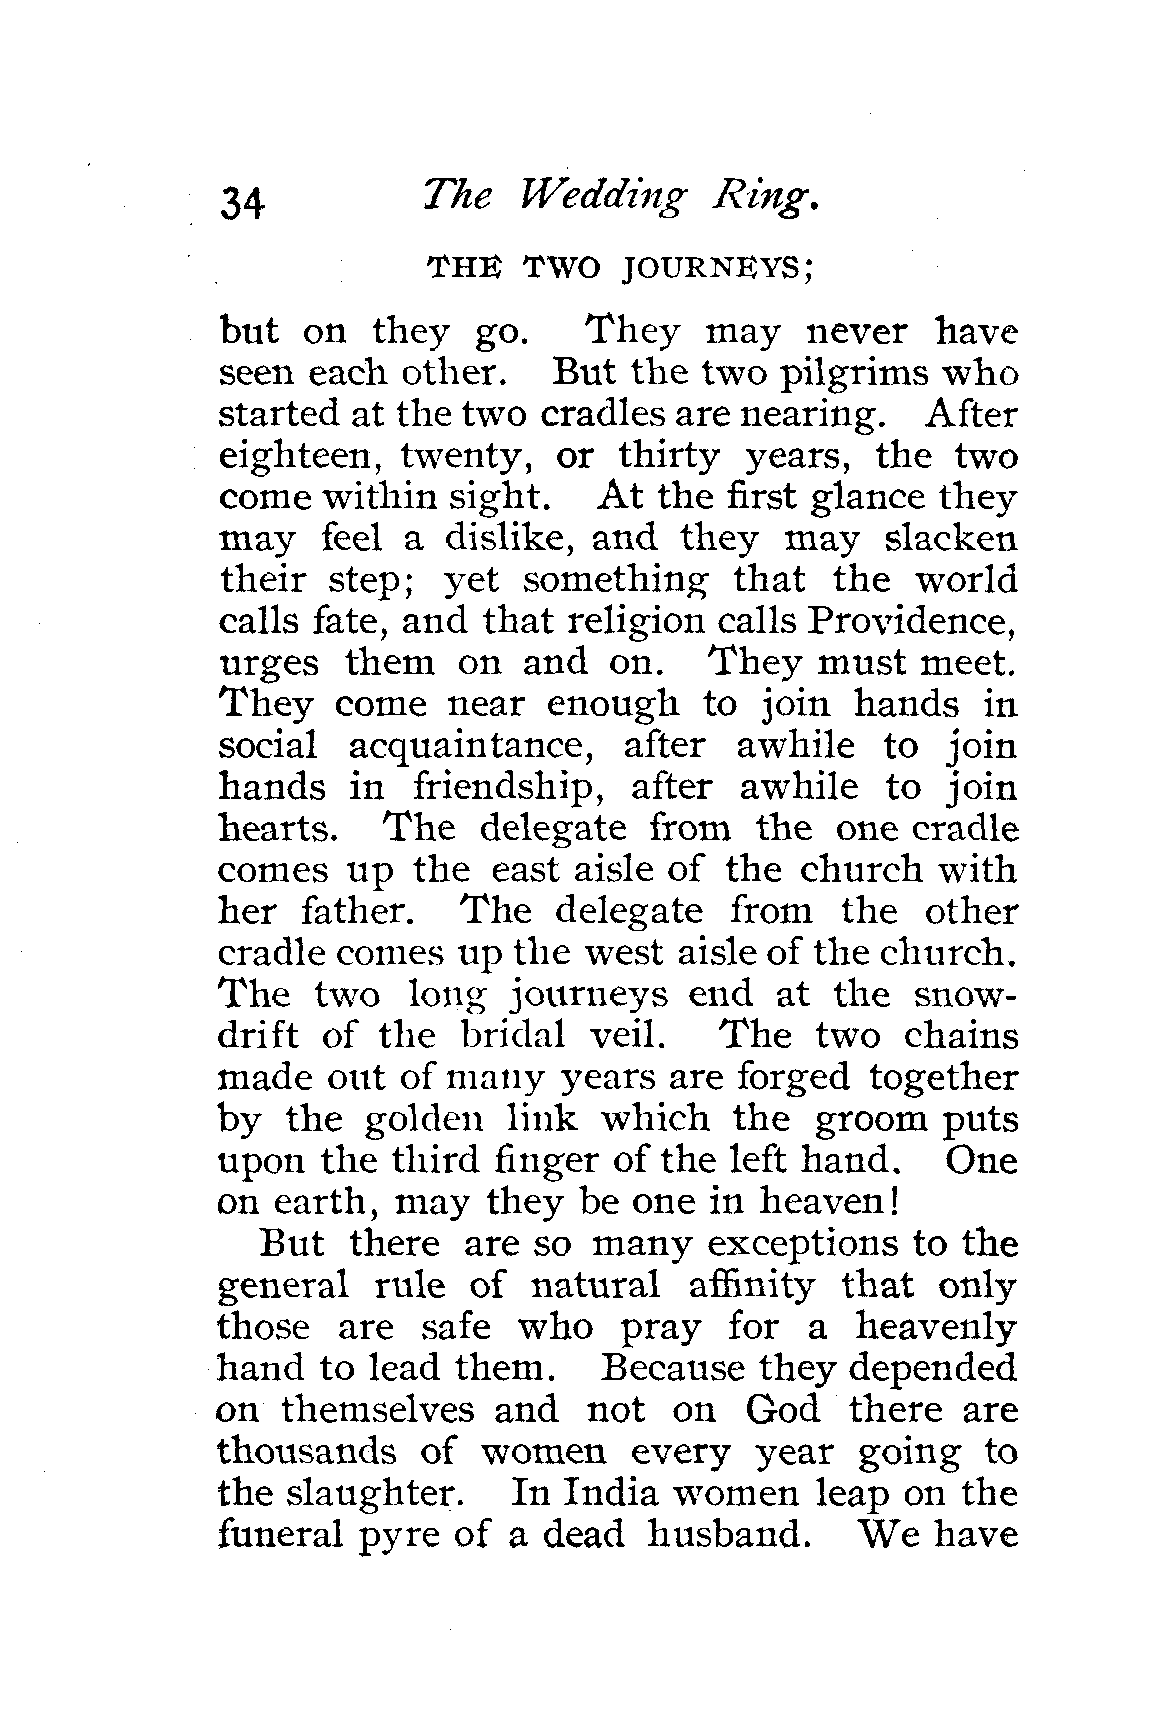 34 The Wedding Ring.
THE TWO JOURNEYS;
but on they go. They may never have
seen each other. But the two pilgrims who
started at the two cradles are nearing. After
eighteen, twenty, or thirty years, the two
come within sight. At the first glance they
may feel a dislike, and they may slacken
their step; yet something that the world
calls fate, and that religion calls Providence,
urges them on and on. They must meet.
They come near enough to join hands in
social acquaintance, after awhile to join
hands in friendship, after awhile to join
hearts. The delegate from the one cradle
comes up the east aisle of the church with
her father. The delegate from the other
cradle comes up the west aisle of the church.
The two long journeys end at the snow-
drift of the bridal veil. The two chains
made out of many years are forged together
by the golden link which the groom puts
upon the third finger of the left hand. One
on earth, may they be one in heaven!
But there are so many exceptions to the
general rule of natural affinity that only
those are safe who pray for a heavenly
hand to lead them. Because they depended
on themselves and not on God there are
thousands of women every year going to
the slaughter. In India women leap on the
funeral pyre of a dead husband. We have